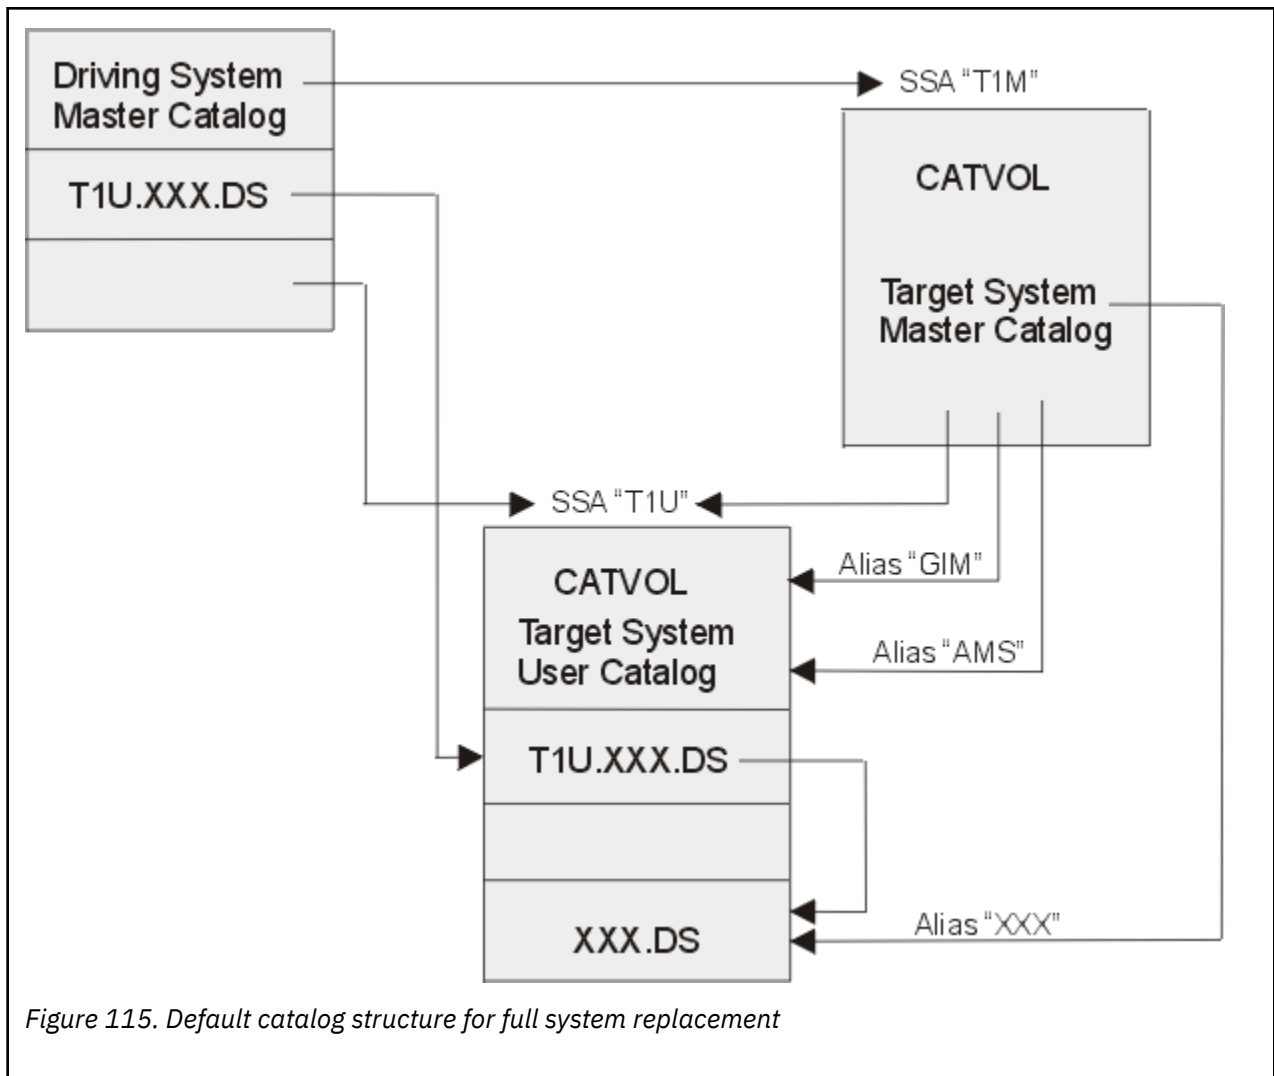 Driving System
Master Catalog
SSA “T1M”
T1U.XXX.DS
CATVOL
Target System
Master Catalog
SSA “T1U”
Alias “GIM”
CATVOL
Target System
User Catalog
Alias “AMS”
T1U.XXX.DS
Alias “XXX”
XXX.DS
Figure 115. Default catalog structure for full system replacement